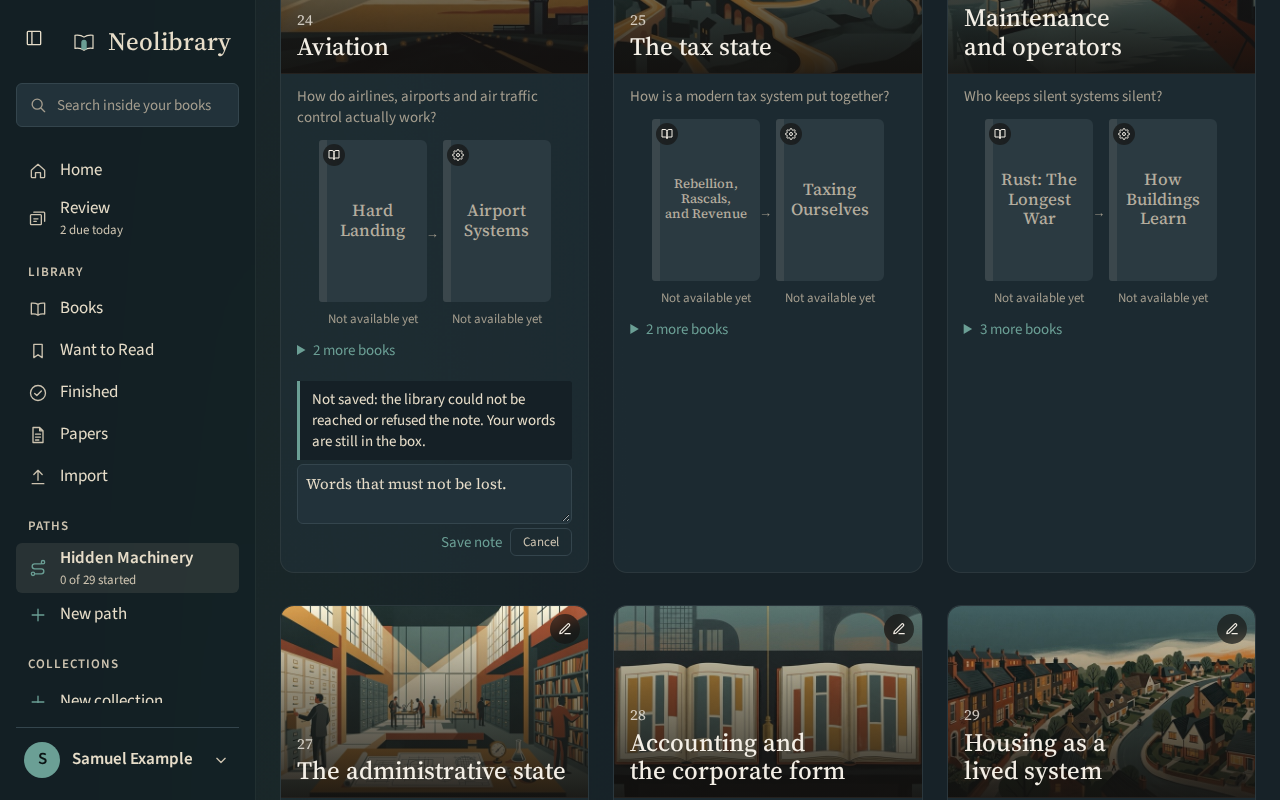 Neolibrary
Search inside your books
Home
Review
2 due today
LIBRARY
Books
Want to Read
Finished
Papers
Import
PATHS
Hidden Machinery
0 of 29 started
New path
COLLECTIONS
New collection
S
Samuel Example
24
Aviation
How do airlines, airports and air traffic
control actually work?
Hard
Landing
→
Airport
Systems
Not available yet
Not available yet
2 more books
Not saved: the library could not be
reached or refused the note. Your words
are still in the box.
Words that must not be lost.
Save note
Cancel
25
The tax state
How is a modern tax system put together?
Rebellion,
Rascals,
and Revenue
→
Taxing
Ourselves
Not available yet
Not available yet
2 more books
Maintenance
and operators
Who keeps silent systems silent?
Rust: The
Longest
War
→
How
Buildings
Learn
Not available yet
Not available yet
3 more books
27
The administrative state
28
Accounting and
the corporate form
29
Housing as a
lived system